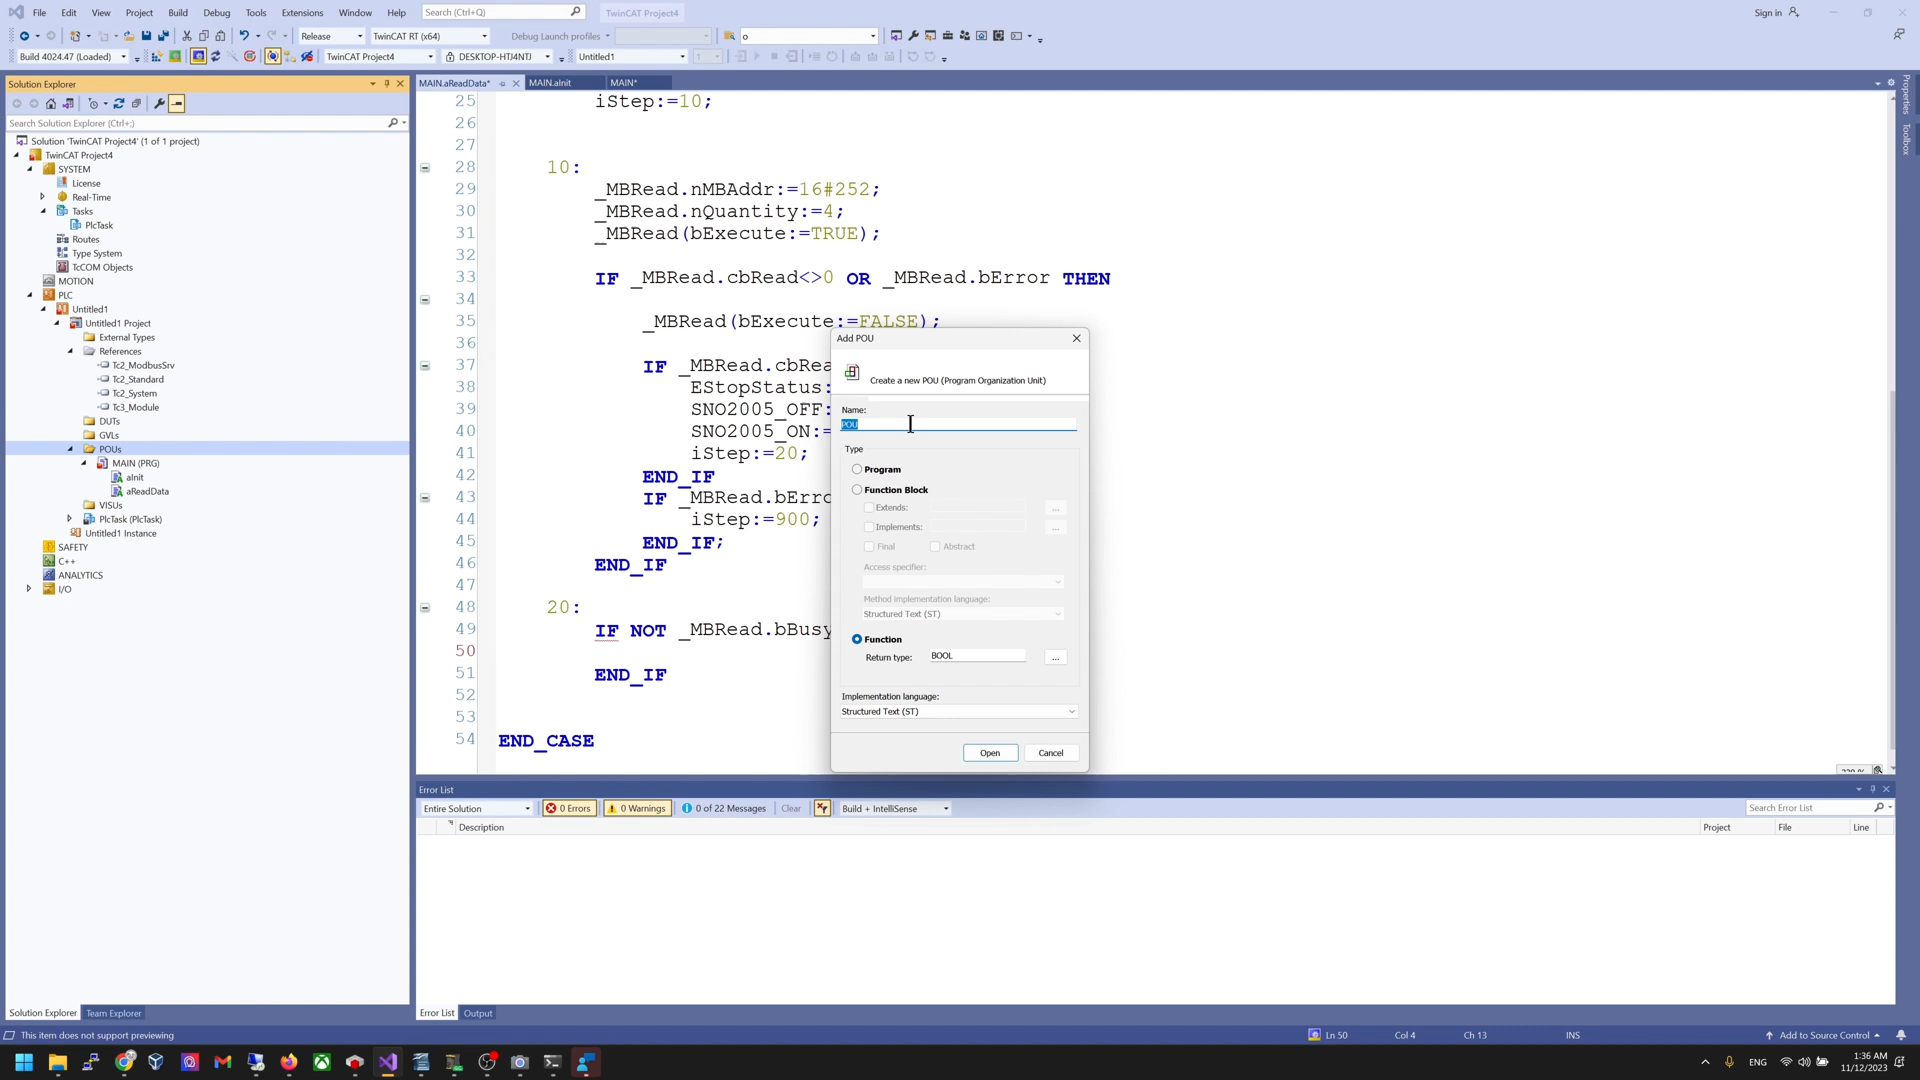 File Edit View Project Build Debug Tools Extensions Window Help Search (Ctrl+Q) TwinCAT Project4 Sign in
Release TwinCAT RT (x64) Debug Launch profiles o
Build 4024.47 (Loaded) TwinCAT Project4 DESKTOP-HTJ4NTJ Untitled1 1
Solution Explorer
Search Solution Explorer (Ctrl+;)
Solution 'TwinCAT Project4' (1 of 1 project)
TwinCAT Project4
SYSTEM
License
Real-Time
Tasks
PlcTask
Routes
Type System
TcCOM Objects
MOTION
PLC
Untitled1
Untitled1 Project
External Types
References
Tc2_ModbusSrv
Tc2_Standard
Tc2_System
Tc3_Module
DUTs
GVLs
POUs
MAIN (PRG)
aInit
aReadData
VISUs
PlcTask (PlcTask)
Untitled1 Instance
SAFETY
C++
ANALYTICS
I/O
Solution Explorer Team Explorer
MAIN.aReadData* MAIN.aInit MAIN*
25 iStep:=10;
26
27
28 10:
29 _MBRead.nMBAddr:=16#252;
30 _MBRead.nQuantity:=4;
31 _MBRead(bExecute:=TRUE);
32
33 IF _MBRead.cbRead<>0 OR _MBRead.bError THEN
34
35 _MBRead(bExecute:=FALSE);
36
37 IF _MBRead.cbRea
38 EStopStatus:
39 SNO2005_OFF:
40 SNO2005_ON:=
41 iStep:=20;
42 END_IF
43 IF _MBRead.bErro
44 iStep:=900;
45 END_IF;
46 END_IF
47
48 20:
49 IF NOT _MBRead.bBusy
50
51 END_IF
52
53
54 END_CASE
Add POU
Create a new POU (Program Organization Unit)
Name:
POU
Type
Program
Function Block
Extends: ...
Implements: ...
Final Abstract
Access specifier:
Method implementation language:
Structured Text (ST)
Function
Return type: BOOL ...
Implementation language:
Structured Text (ST)
Open Cancel
Properties
Toolbox
Error List
Entire Solution 0 Errors 0 Warnings 0 of 22 Messages Clear Build + IntelliSense Search Error List
Description Project File Line
Error List Output
This item does not support previewing Ln 50 Col 4 Ch 13 INS Add to Source Control
ENG 1:36 AM
11/12/2023